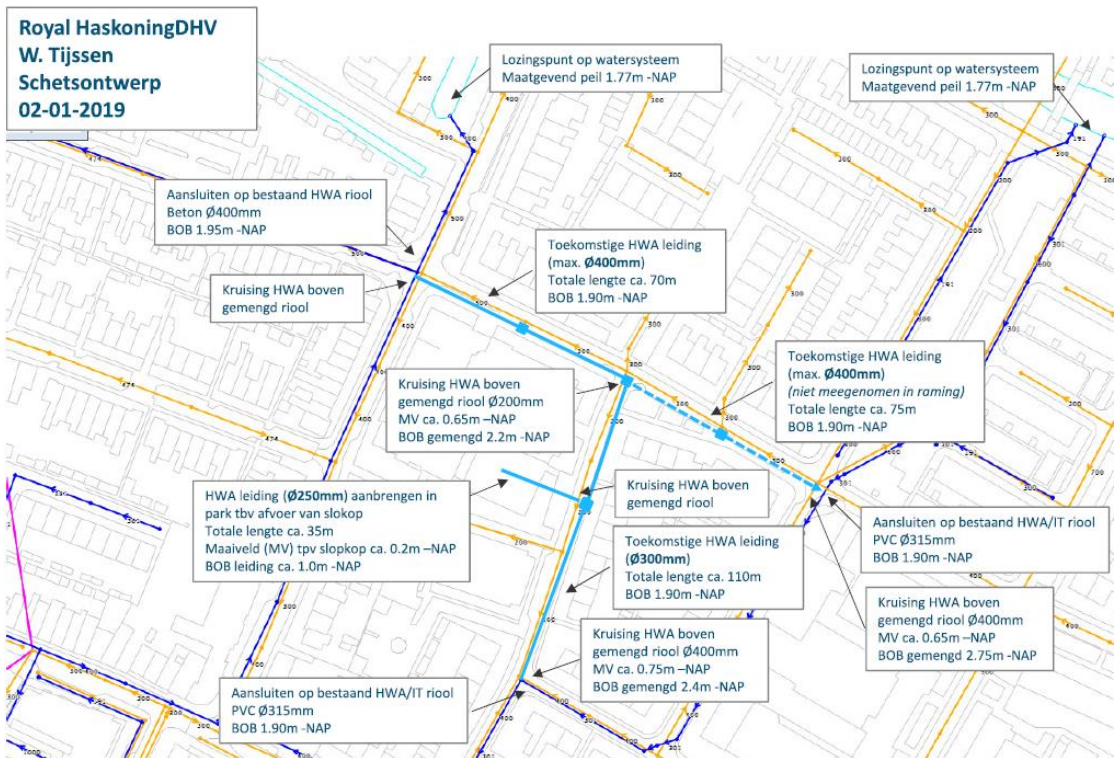 Royal HaskoningDHV
W. Tijssen
Schetsontwerp
02-01-2019
Lozingspunt op watersysteem
Maatgevend peil 1.77m -NAP
Lozingspunt op watersysteem
Maatgevend peil 1.77m -NAP
Aansluiten op bestaand HWA riool
Beton Ø400mm
BOB 1.95m -NAP
Toekomstige HWA leiding
(max. Ø400mm)
Totale lengte ca. 70m
BOB 1.90m -NAP
Kruising HWA boven
gemengd riool
Toekomstige HWA leiding
(max. Ø400mm)
(niet meegenomen in raming)
Totale lengte ca. 75m
BOB 1.90m -NAP
Kruising HWA boven
gemengd riool Ø200mm
MV ca. 0.65m –NAP
BOB gemengd 2.2m -NAP
HWA leiding (Ø250mm) aanbrengen in
park tbv afvoer van slokop
Totale lengte ca. 35m
Maaiveld (MV) tpv slopkop ca. 0.2m –NAP
BOB leiding ca. 1.0m -NAP
Kruising HWA boven
gemengd riool
Aansluiten op bestaand HWA/IT riool
PVC Ø315mm
BOB 1.90m -NAP
Toekomstige HWA leiding
(Ø300mm)
Totale lengte ca. 110m
BOB 1.90m -NAP
Kruising HWA boven
gemengd riool Ø400mm
MV ca. 0.65m –NAP
BOB gemengd 2.75m -NAP
Kruising HWA boven
gemengd riool Ø400mm
MV ca. 0.75m –NAP
BOB gemengd 2.4m -NAP
Aansluiten op bestaand HWA/IT riool
PVC Ø315mm
BOB 1.90m -NAP